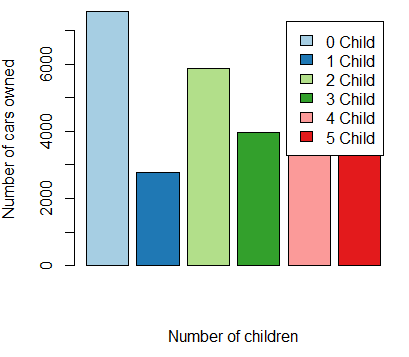 Number of cars owned
6000
4000
2000
0
0 Child
1 Child
2 Child
3 Child
4 Child
5 Child
Number of children